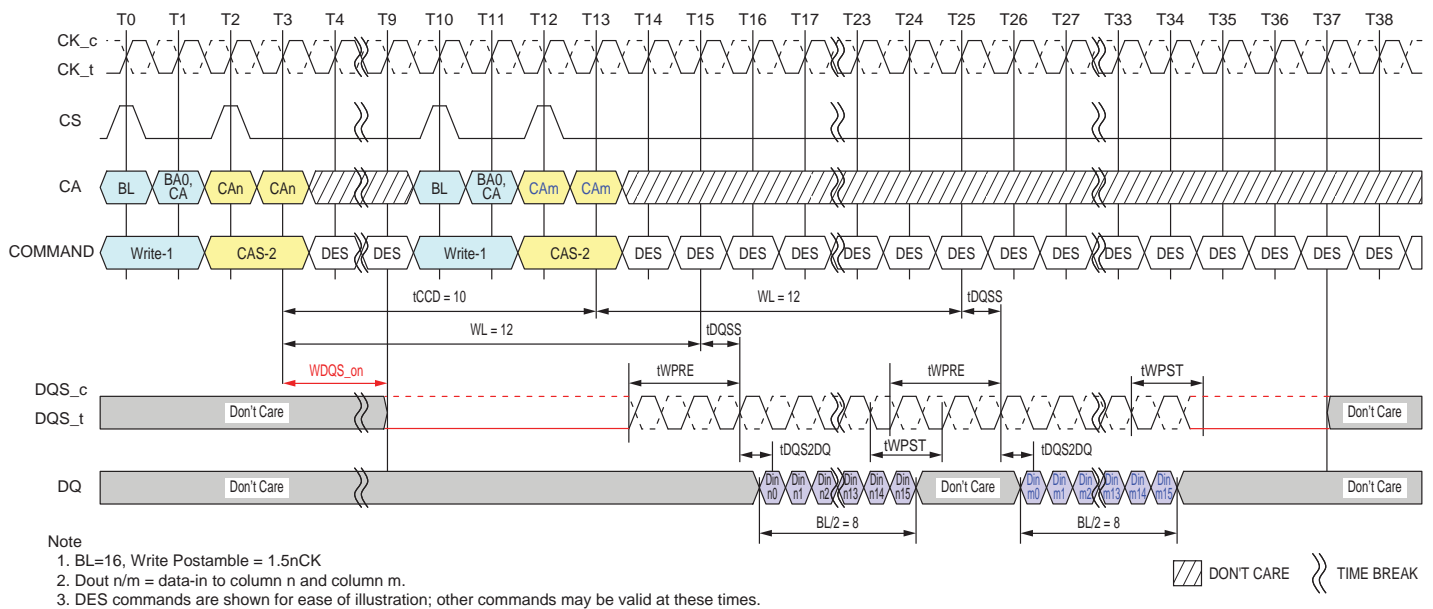 T0 T1 T2 T3 T4 T9 T10 T11 T12 T13 T14 T15 T16 T17 T23 T24 T25 T26 T27 T33 T34 T35 T36 T37 T38
CK_c
CK_t
CS
CA BL BA0, CA CAn CAn BL BA0, CA CAm CAm
COMMAND Write-1 CAS-2 DES DES Write-1 CAS-2 DES DES DES DES DES DES DES DES DES DES DES DES DES DES DES
tCCD = 10 WL = 12 tDQSS
WL = 12 tDQSS
WDQS_on tWPRE tWPRE tWPST
DQS_c
DQS_t Don't Care Don't Care
tDQS2DQ tWPST tDQS2DQ
DQ Don't Care Din n0 Din n1 Din n2 Din n13 Din n14 Din n15 Don't Care Din m0 Din m1 Din m2 Din m13 Din m14 Din m15 Don't Care
BL/2 = 8 BL/2 = 8
Note
1. BL=16, Write Postamble = 1.5nCK
2. Dout n/m = data-in to column n and column m.
3. DES commands are shown for ease of illustration; other commands may be valid at these times.
DON'T CARE TIME BREAK